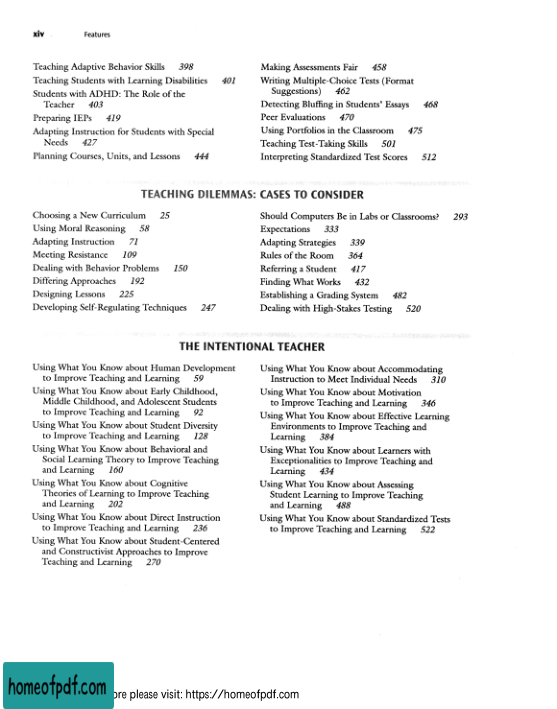 xiv Features
Teaching Adaptive Behavior Skills 398
Teaching Students with Learning Disabilities 401
Students with ADHD: The Role of the
Teacher 403
Preparing IEPs 419
Adapting Instruction for Students with Special
Needs 427
Planning Courses, Units, and Lessons 444
Making Assessments Fair 458
Writing Multiple-Choice Tests (Format
Suggestions) 462
Detecting Bluffing in Students' Essays 468
Peer Evaluations 470
Using Portfolios in the Classroom 475
Teaching Test-Taking Skills 501
Interpreting Standardized Test Scores 512
TEACHING DILEMMAS: CASES TO CONSIDER
Choosing a New Curriculum 25
Using Moral Reasoning 58
Adapting Instruction 71
Meeting Resistance 109
Dealing with Behavior Problems 150
Differing Approaches 192
Designing Lessons 225
Developing Self-Regulating Techniques 247
Should Computers Be in Labs or Classrooms? 293
Expectations 333
Adapting Strategies 339
Rules of the Room 364
Referring a Student 417
Finding What Works 432
Establishing a Grading System 482
Dealing with High-Stakes Testing 520
THE INTENTIONAL TEACHER
Using What You Know about Human Development
to Improve Teaching and Learning 59
Using What You Know about Early Childhood,
Middle Childhood, and Adolescent Students
to Improve Teaching and Learning 92
Using What You Know about Student Diversity
to Improve Teaching and Learning 128
Using What You Know about Behavioral and
Social Learning Theory to Improve Teaching
and Learning 160
Using What You Know about Cognitive
Theories of Learning to Improve Teaching
and Learning 202
Using What You Know about Direct Instruction
to Improve Teaching and Learning 236
Using What You Know about Student-Centered
and Constructivist Approaches to Improve
Teaching and Learning 270
Using What You Know about Accommodating
Instruction to Meet Individual Needs 310
Using What You Know about Motivation
to Improve Teaching and Learning 346
Using What You Know about Effective Learning
Environments to Improve Teaching and
Learning 384
Using What You Know about Learners with
Exceptionalities to Improve Teaching and
Learning 434
Using What You Know about Assessing
Student Learning to Improve Teaching
and Learning 488
Using What You Know about Standardized Tests
to Improve Teaching and Learning 522
homeofpdf.com
ore please visit: https://homeofpdf.com